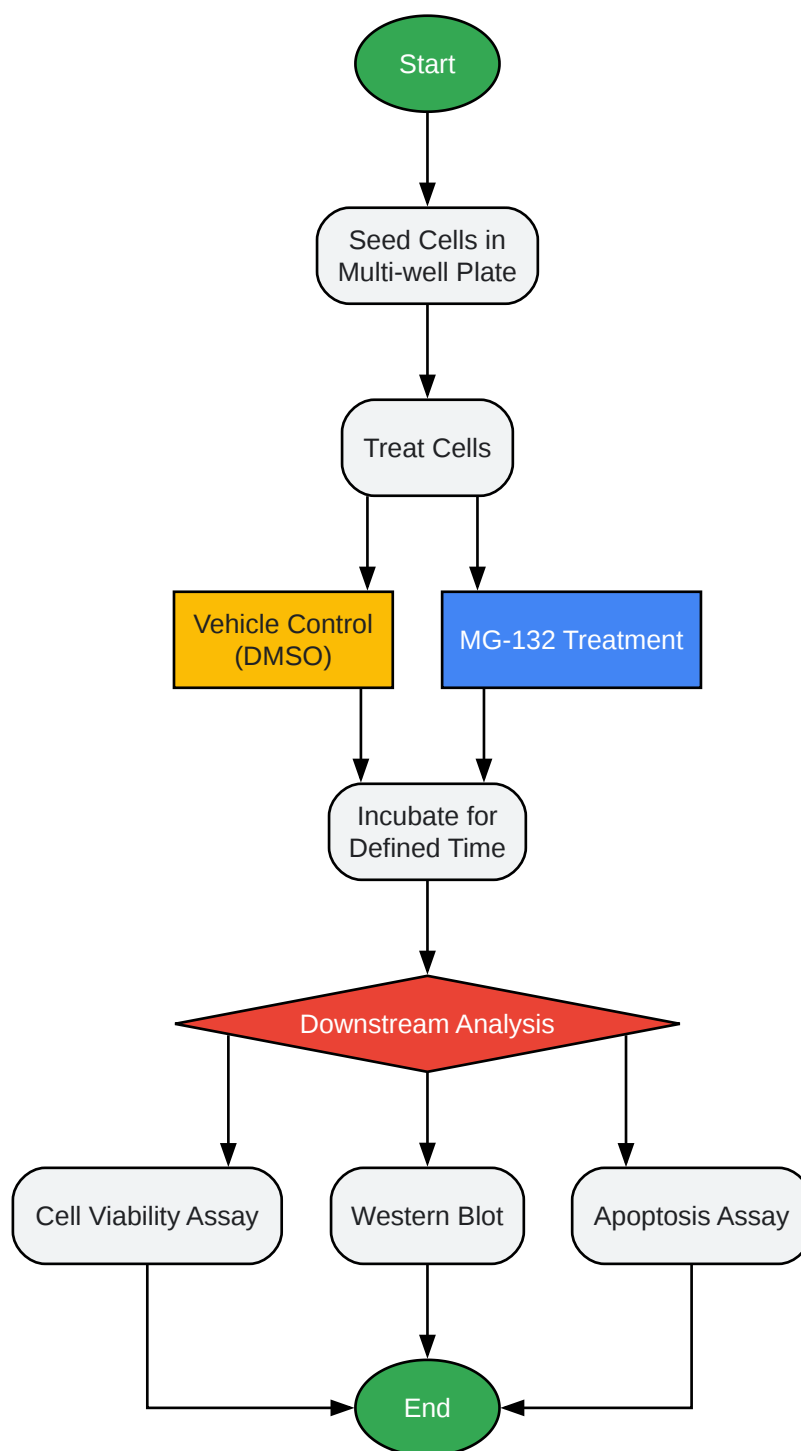 Start
Seed Cells in
Multi-well Plate
Treat Cells
Vehicle Control
(DMSO)
MG-132 Treatment
Incubate for
Defined Time
Downstream Analysis
Cell Viability Assay
Western Blot
Apoptosis Assay
End